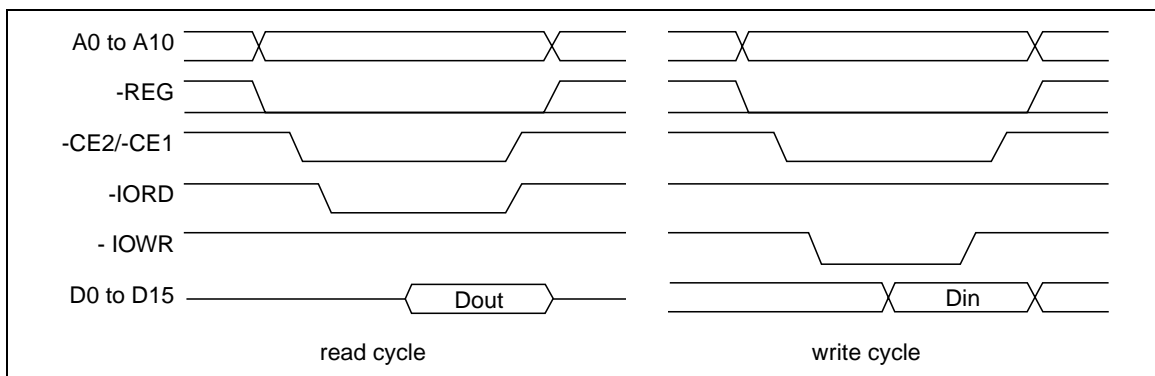 A0 to A10
-REG
-CE2/-CE1
-IORD
- IOWR
D0 to D15
Dout
Din
read cycle
write cycle